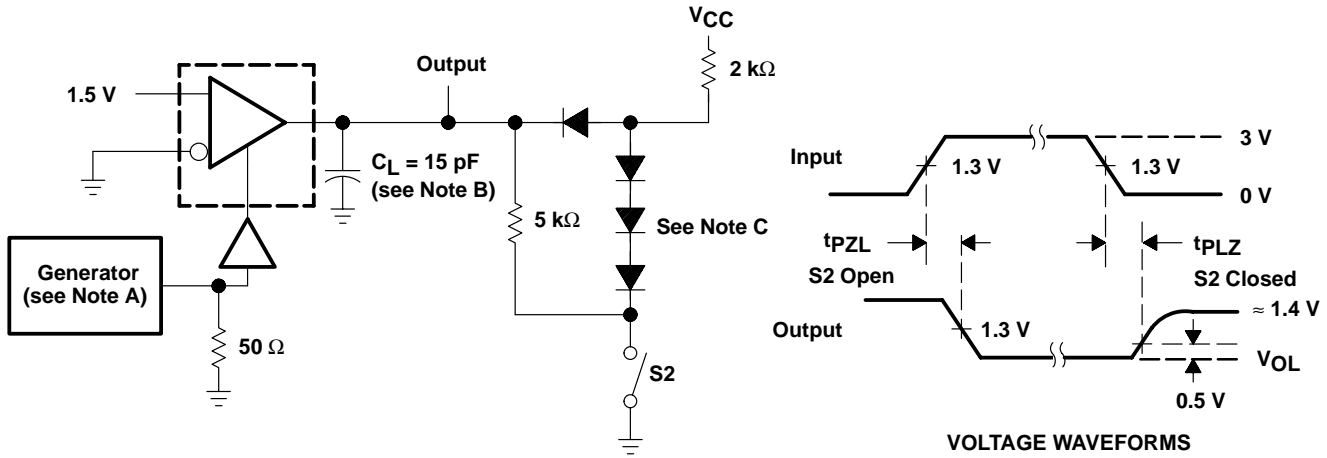 VCC
2 kΩ
Output
1.5 V
CL = 15 pF
(see Note B)
5 kΩ
See Note C
Generator
(see Note A)
50 Ω
S2
Input
1.3 V
1.3 V
3 V
0 V
tPZL
tPLZ
S2 Open
S2 Closed
Output
1.3 V
≈ 1.4 V
VOL
0.5 V
VOLTAGE WAVEFORMS